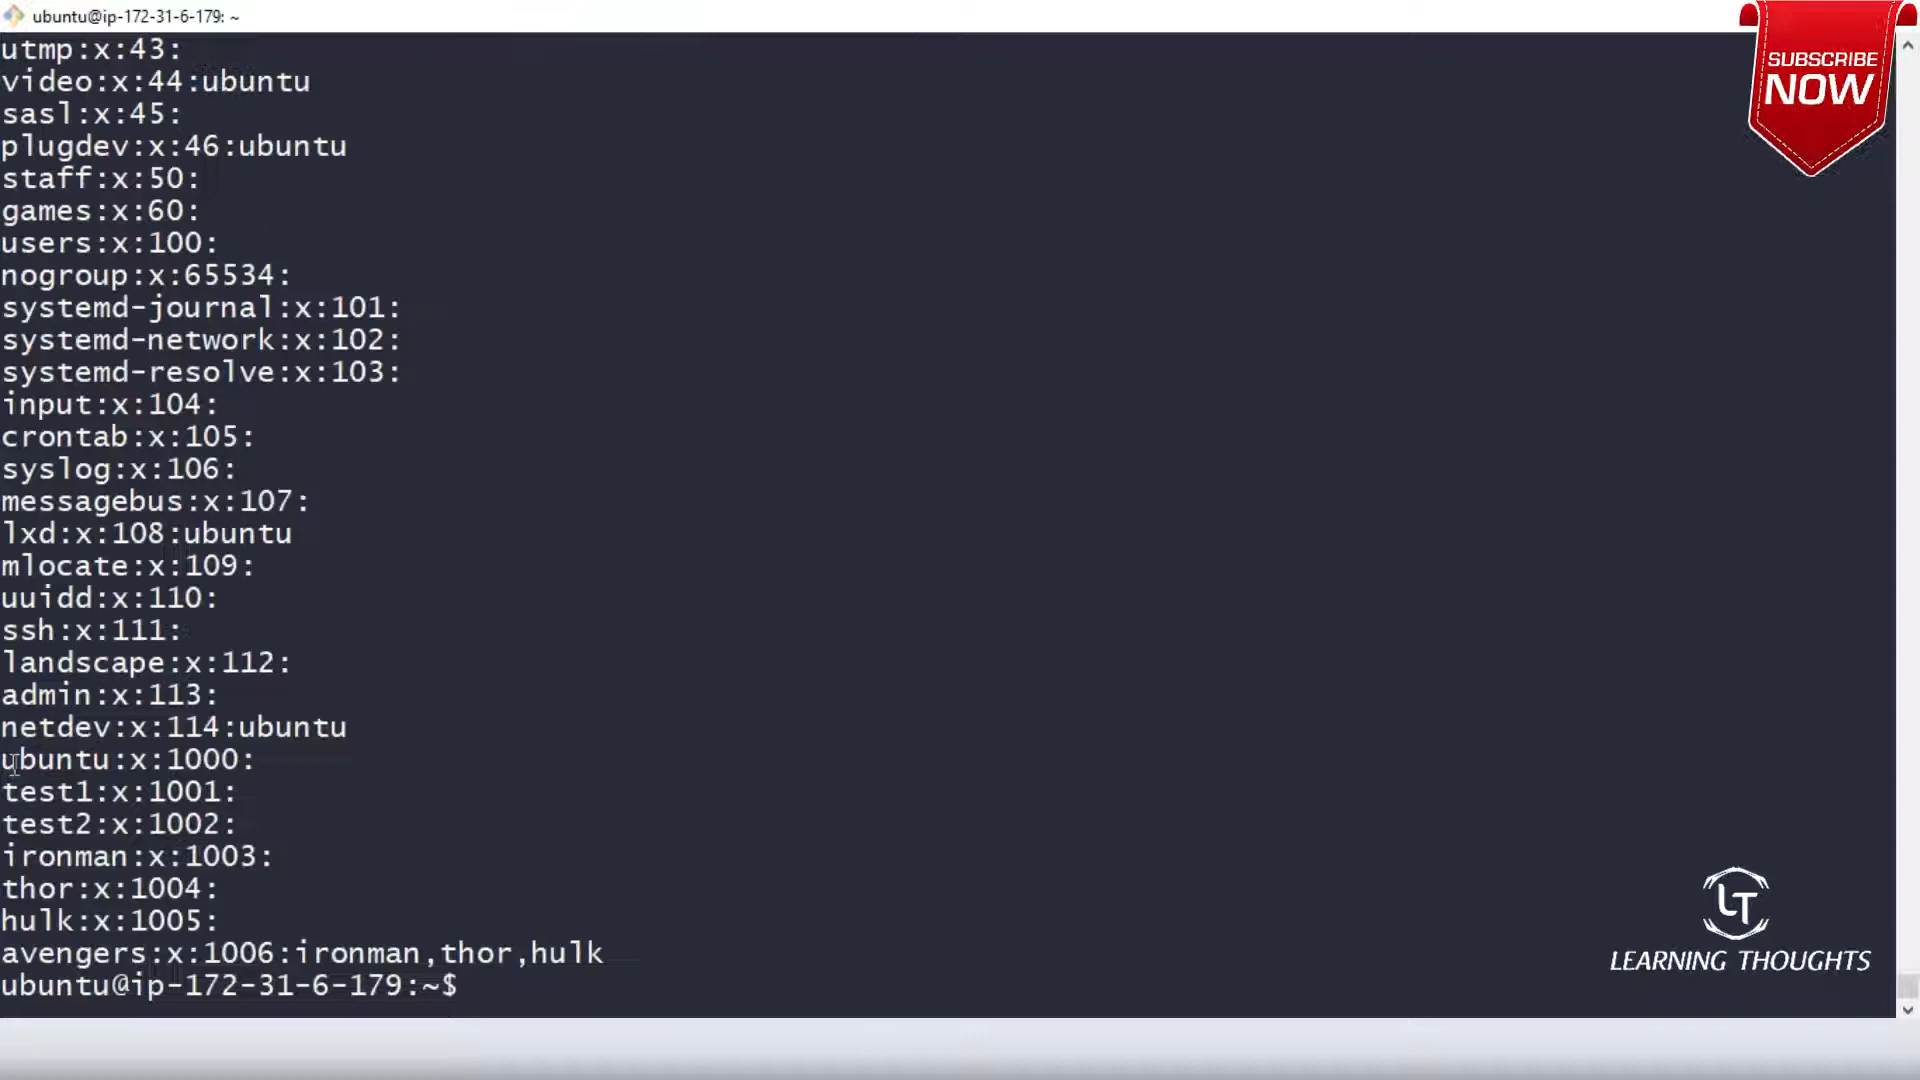 ubuntu@ip-172-31-6-179: ~
SUBSCRIBE
NOW
utmp:x:43:
video:x:44:ubuntu
sasl:x:45:
plugdev:x:46:ubuntu
staff:x:50:
games:x:60:
users:x:100:
nogroup:x:65534:
systemd-journal:x:101:
systemd-network:x:102:
systemd-resolve:x:103:
input:x:104:
crontab:x:105:
syslog:x:106:
messagebus:x:107:
lxd:x:108:ubuntu
mlocate:x:109:
uuidd:x:110:
ssh:x:111:
landscape:x:112:
admin:x:113:
netdev:x:114:ubuntu
ubuntu:x:1000:
test1:x:1001:
test2:x:1002:
ironman:x:1003:
thor:x:1004:
hulk:x:1005:
avengers:x:1006:ironman,thor,hulk
ubuntu@ip-172-31-6-179:~$
LT
LEARNING THOUGHTS